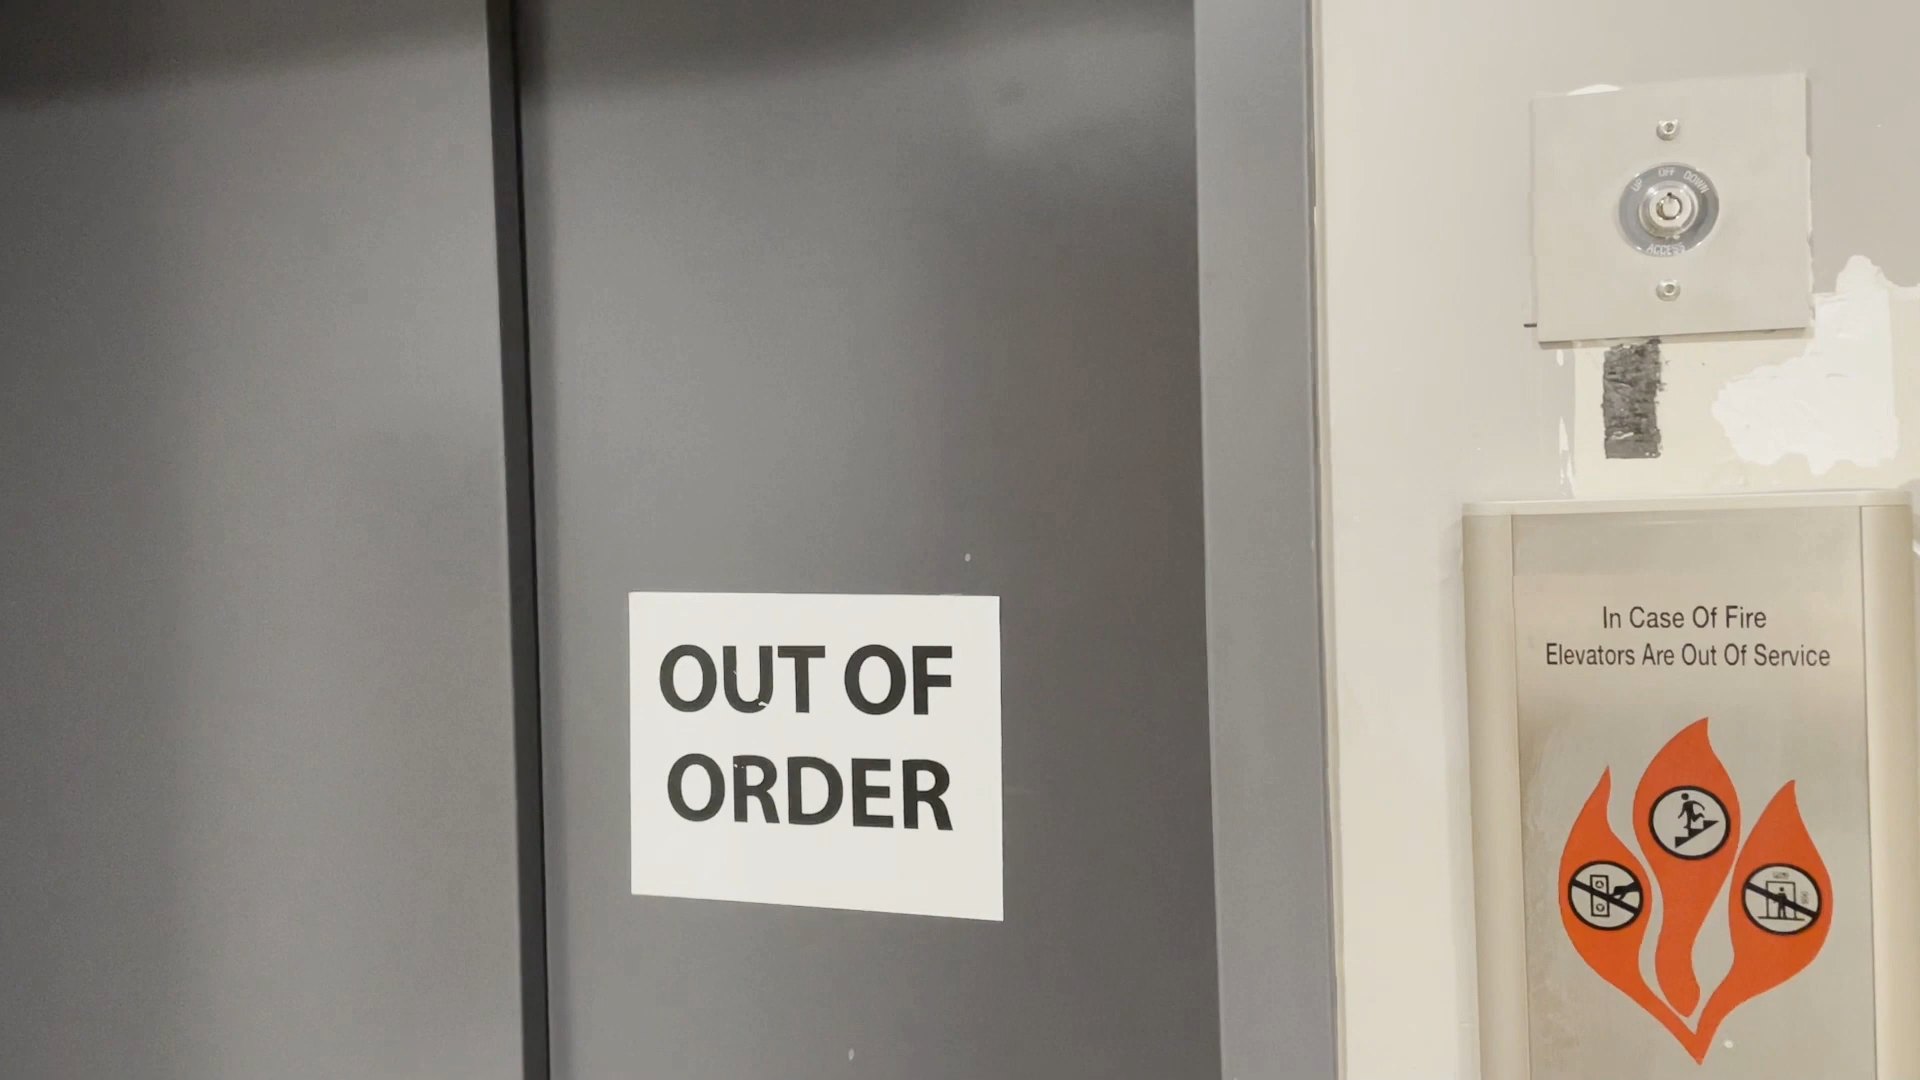 OUT OF
ORDER
UP OFF DOWN
ACCESS
In Case Of Fire
Elevators Are Out Of Service